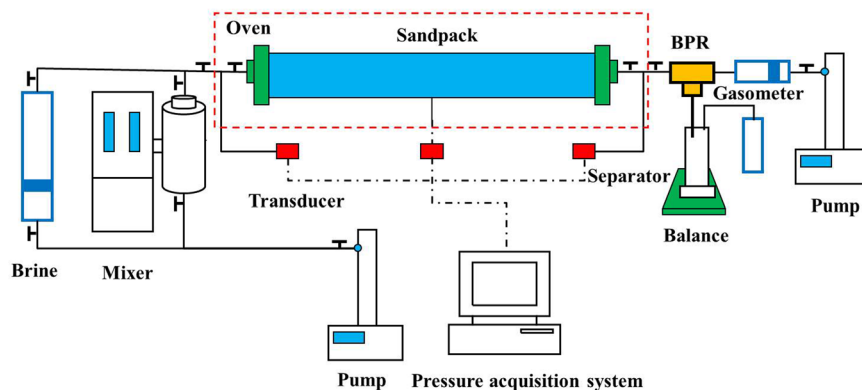 Oven
Sandpack
BPR
Gasometer
Transducer
Separator
Pump
Balance
Brine
Mixer
Pump
Pressure acquisition system